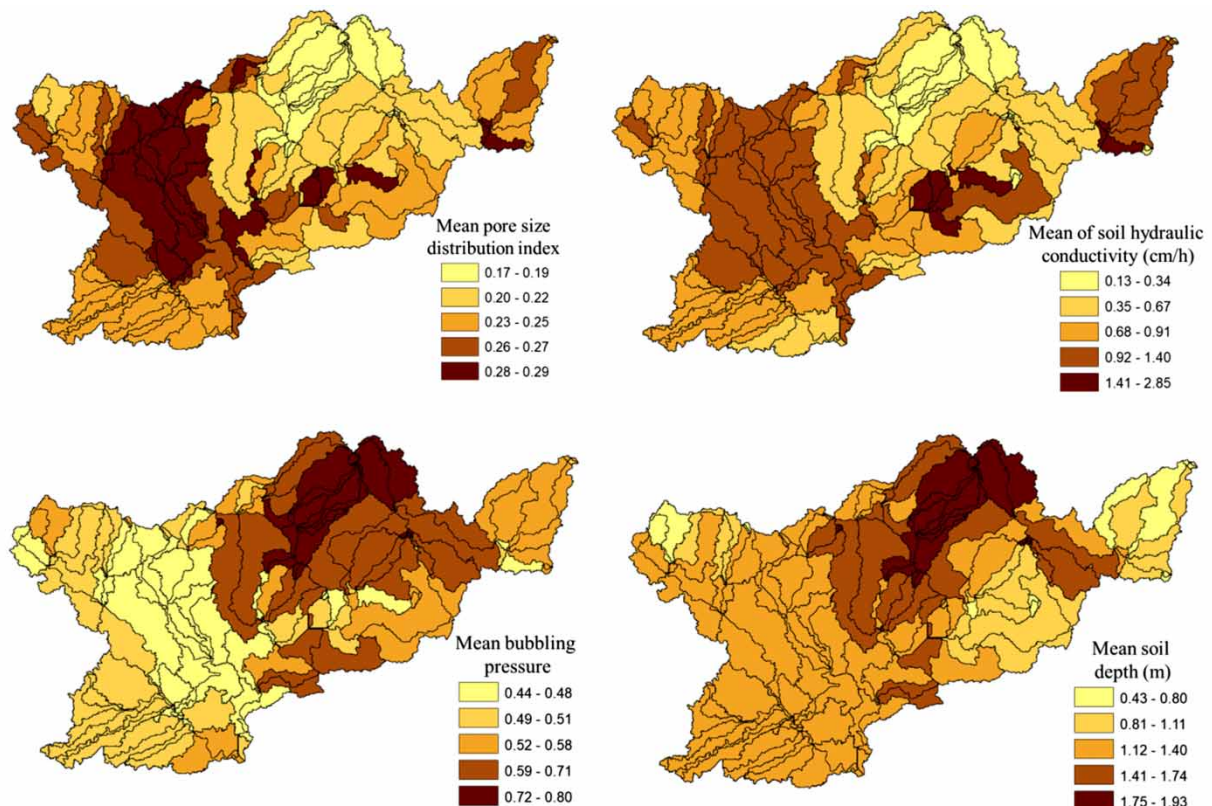 Mean pore size
distribution index
0.17 - 0.19
0.20 - 0.22
0.23 - 0.25
0.26 - 0.27
0.28 - 0.29
Mean of soil hydraulic
conductivity (cm/h)
0.13 - 0.34
0.35 - 0.67
0.68 - 0.91
0.92 - 1.40
1.41 - 2.85
Mean bubbling
pressure
0.44 - 0.48
0.49 - 0.51
0.52 - 0.58
0.59 - 0.71
0.72 - 0.80
Mean soil
depth (m)
0.43 - 0.80
0.81 - 1.11
1.12 - 1.40
1.41 - 1.74
1.75 - 1.93